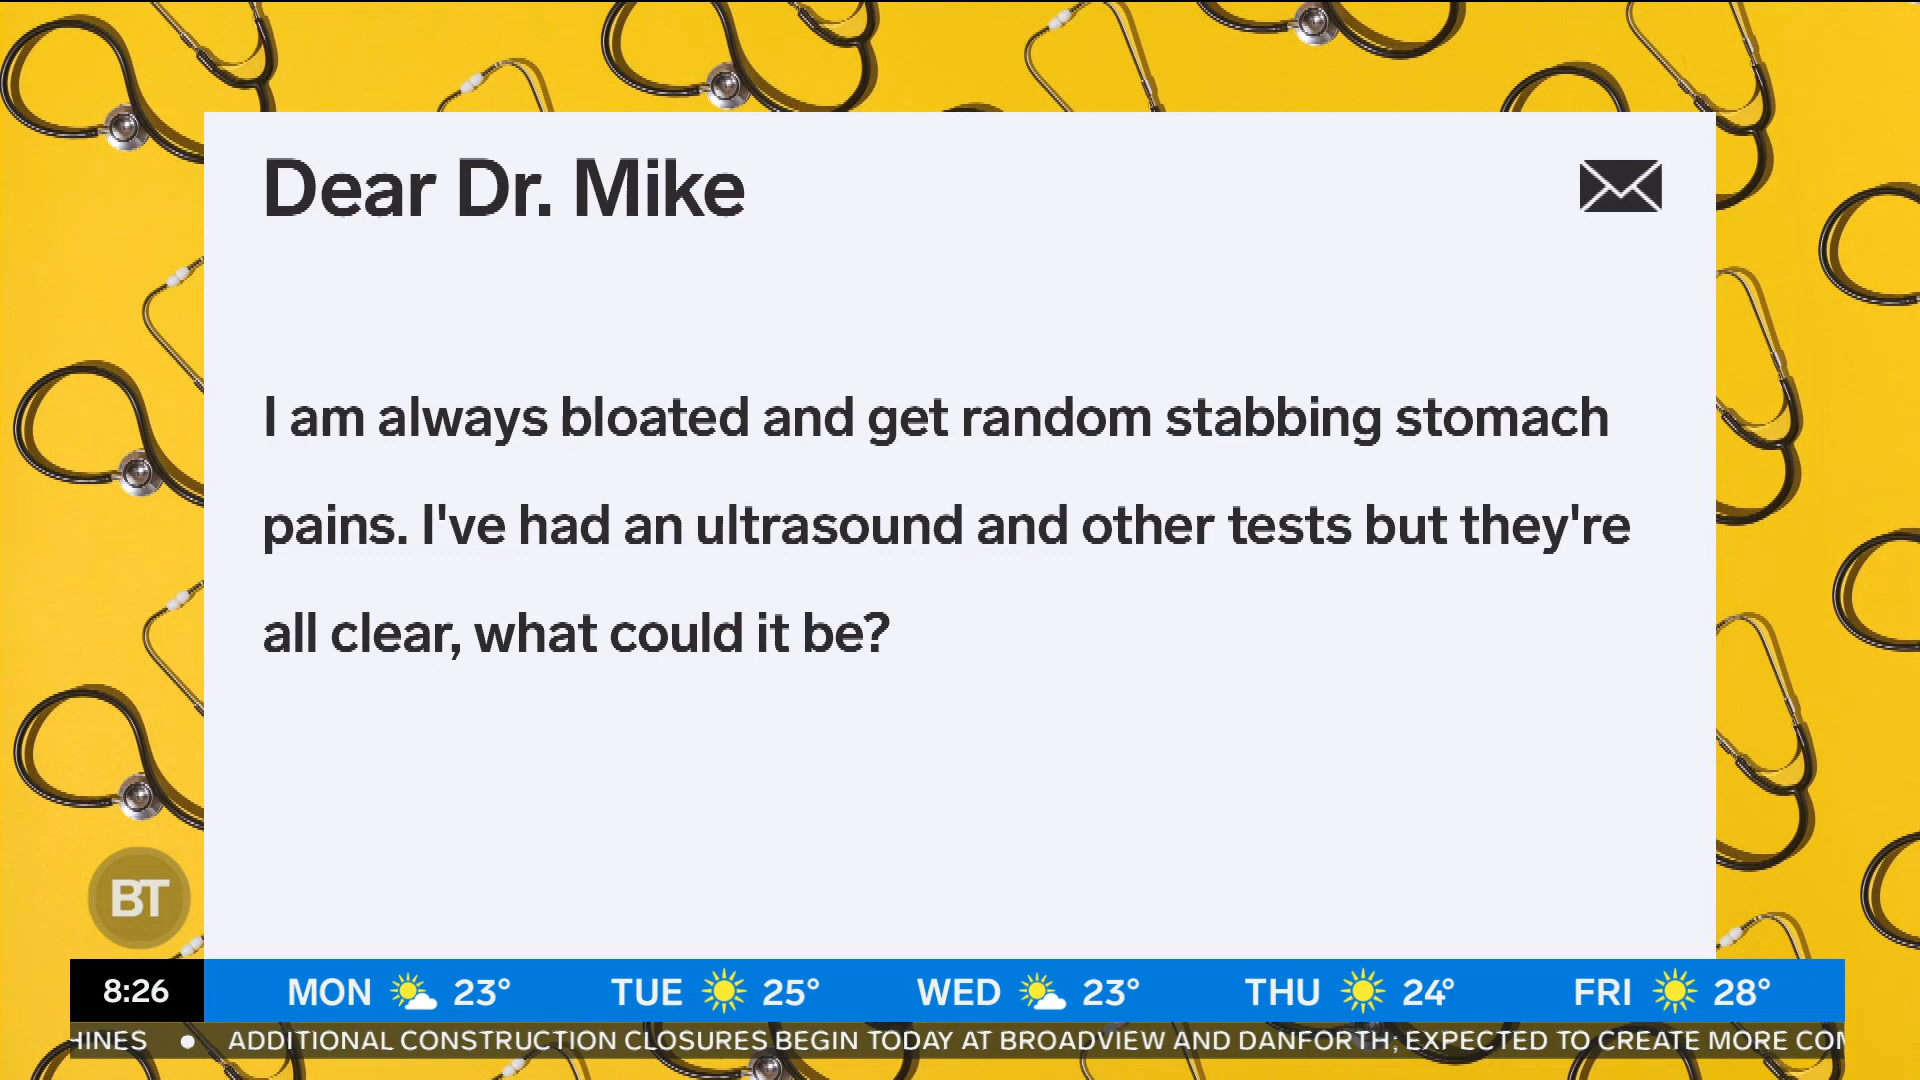 Dear Dr. Mike
I am always bloated and get random stabbing stomach
pains. I've had an ultrasound and other tests but they're
all clear, what could it be?
BT
8:26 MON 23° TUE 25° WED 23° THU 24° FRI 28°
HINES • ADDITIONAL CONSTRUCTION CLOSURES BEGIN TODAY AT BROADVIEW AND DANFORTH; EXPECTED TO CREATE MORE